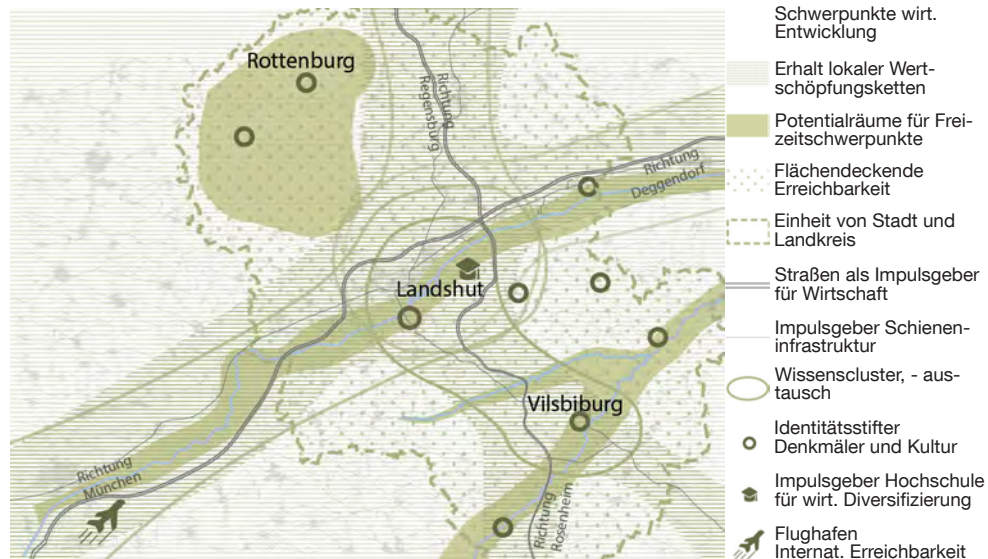 Rottenburg
Richtung
Regensburg
Richtung
Deggendorf
Landshut
Vilsbiburg
Richtung
München
Richtung
Rosenheim
Schwerpunkte wirt.
Entwicklung
Erhalt lokaler Wert-
schöpfungsketten
Potentialräume für Frei-
zeitschwerpunkte
Flächendeckende
Erreichbarkeit
Einheit von Stadt und
Landkreis
Straßen als Impulsgeber
für Wirtschaft
Impulsgeber Schienen-
infrastruktur
Wissenscluster, - aus-
tausch
Identitätsstifter
Denkmäler und Kultur
Impulsgeber Hochschule
für wirt. Diversifizierung
Flughafen
Internat. Erreichbarkeit